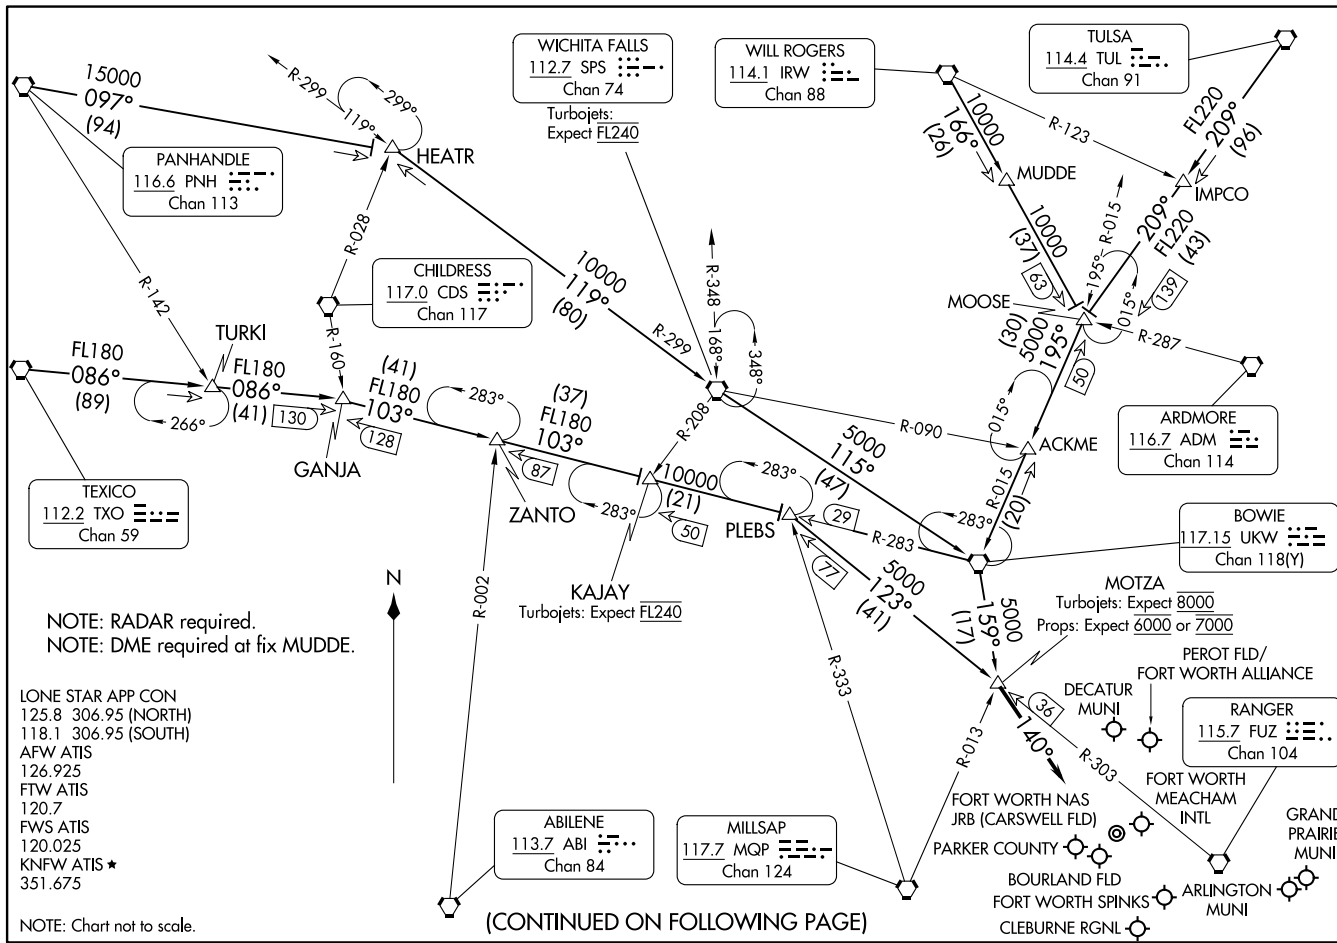 15000
097°
(94)
R-299
119°
299°
HEATR
PANHANDLE
116.6 PNH
Chan 113
WICHITA FALLS
112.7 SPS
Chan 74
Turbojets:
Expect FL240
WILL ROGERS
114.1 IRW
Chan 88
TULSA
114.4 TUL
Chan 91
10000
166°
(26)
R-123
FL220
209°
(96)
MUDDE
IMPCO
10000
(37)
63
195°
R-015
209°
FL220
(43)
139
015°
MOOSE
R-287
R-028
R-142
CHILDRESS
117.0 CDS
Chan 117
10000
119°
(80)
R-299
R-348
168°
348°
(30)
5000
195°
50
ARDMORE
116.7 ADM
Chan 114
TURKI
R-160
FL180
086°
(89)
266°
FL180
086°
(41)
130
GANJA
(41)
FL180
103°
128
283°
(37)
FL180
103°
87
ZANTO
R-208
R-090
015°
ACKME
5000
115°
(47)
R-015
(20)
TEXICO
112.2 TXO
Chan 59
283°
10000
(21)
50
283°
PLEBS
29
R-283
283°
BOWIE
117.15 UKW
Chan 118(Y)
KAJAY
Turbojets: Expect FL240
77
5000
123°
(41)
5000
159°
(17)
MOTZA
Turbojets: Expect 8000
Props: Expect 6000 or 7000
N
R-002
R-333
R-013
36
140°
R-303
NOTE: RADAR required.
NOTE: DME required at fix MUDDE.
PEROT FLD/
FORT WORTH ALLIANCE
DECATUR
MUNI
RANGER
115.7 FUZ
Chan 104
LONE STAR APP CON
125.8 306.95 (NORTH)
118.1 306.95 (SOUTH)
AFW ATIS
126.925
FTW ATIS
120.7
FWS ATIS
120.025
KNFW ATIS ★
351.675
NOTE: Chart not to scale.
ABILENE
113.7 ABI
Chan 84
MILLSAP
117.7 MQP
Chan 124
FORT WORTH NAS
JRB (CARSWELL FLD)
FORT WORTH
MEACHAM
INTL
PARKER COUNTY
BOURLAND FLD
FORT WORTH SPINKS
CLEBURNE RGNL
ARLINGTON
MUNI
GRAND
PRAIRIE
MUNI
(CONTINUED ON FOLLOWING PAGE)